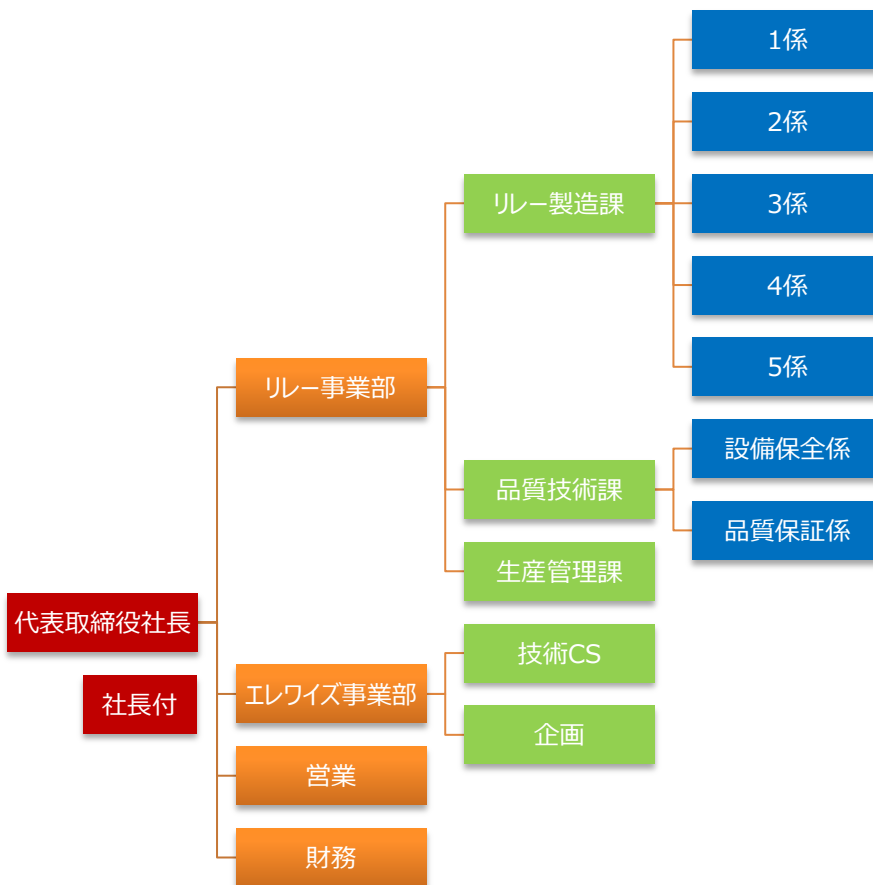 代表取締役社長
社長付
リレー事業部
リレー製造課
1係
2係
3係
4係
5係
品質技術課
設備保全係
品質保証係
生産管理課
エレワイズ事業部
技術CS
企画
営業
財務